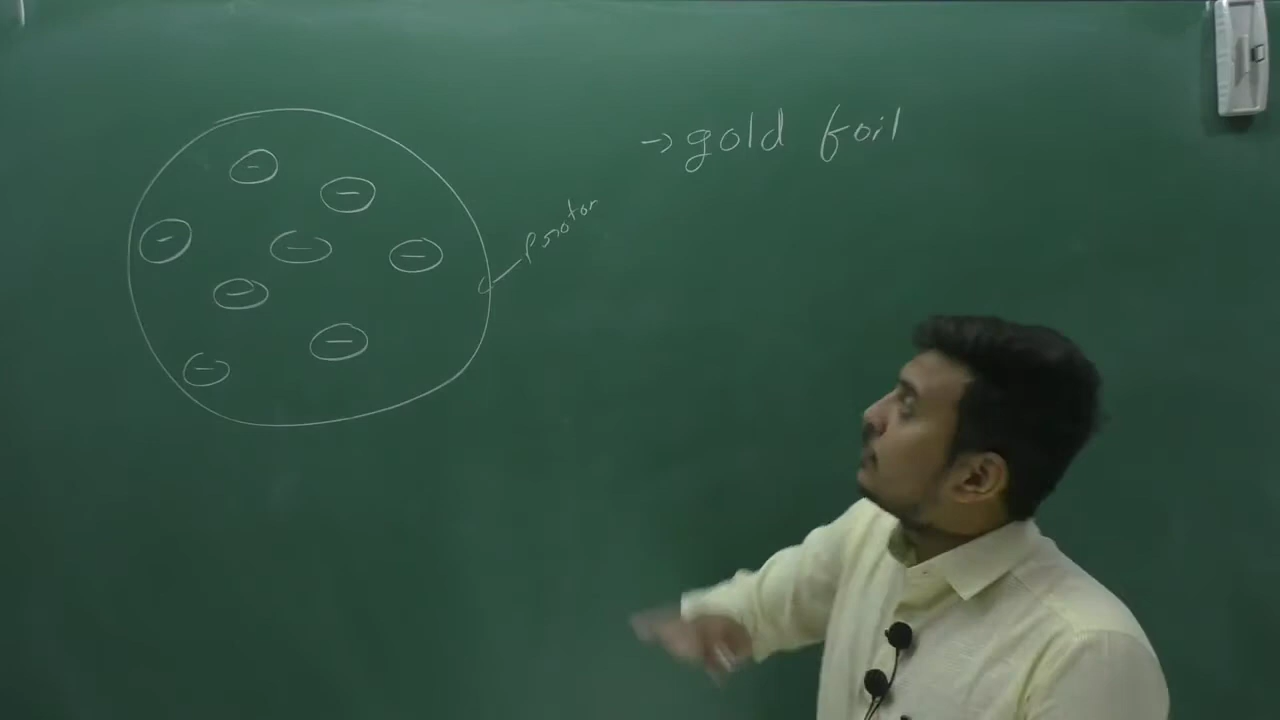 → gold foil
Proton
- - - - - - - -